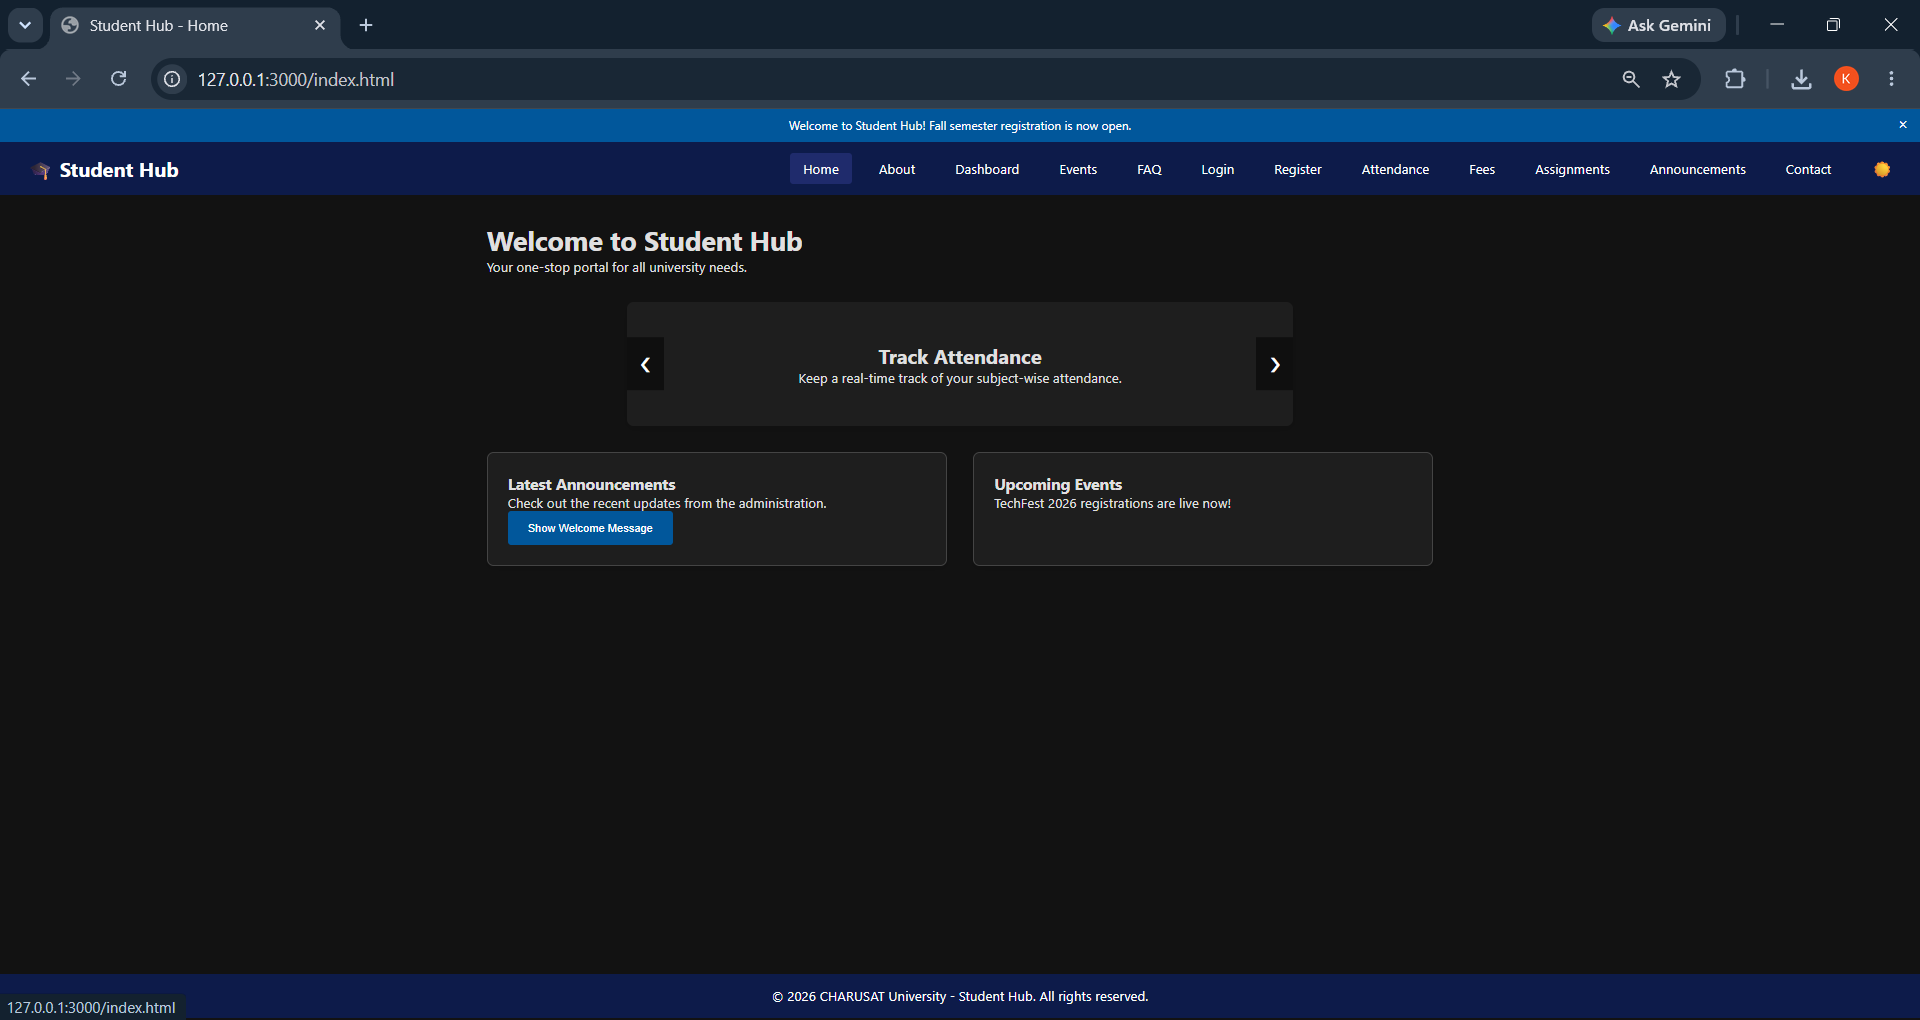 Student Hub - Home
Ask Gemini
127.0.0.1:3000/index.html
K
Welcome to Student Hub! Fall semester registration is now open.
Student Hub
Home About Dashboard Events FAQ Login Register Attendance Fees Assignments Announcements Contact
Welcome to Student Hub
Your one-stop portal for all university needs.
Track Attendance
Keep a real-time track of your subject-wise attendance.
Latest Announcements
Check out the recent updates from the administration.
Show Welcome Message
Upcoming Events
TechFest 2026 registrations are live now!
© 2026 CHARUSAT University - Student Hub. All rights reserved.
127.0.0.1:3000/index.html